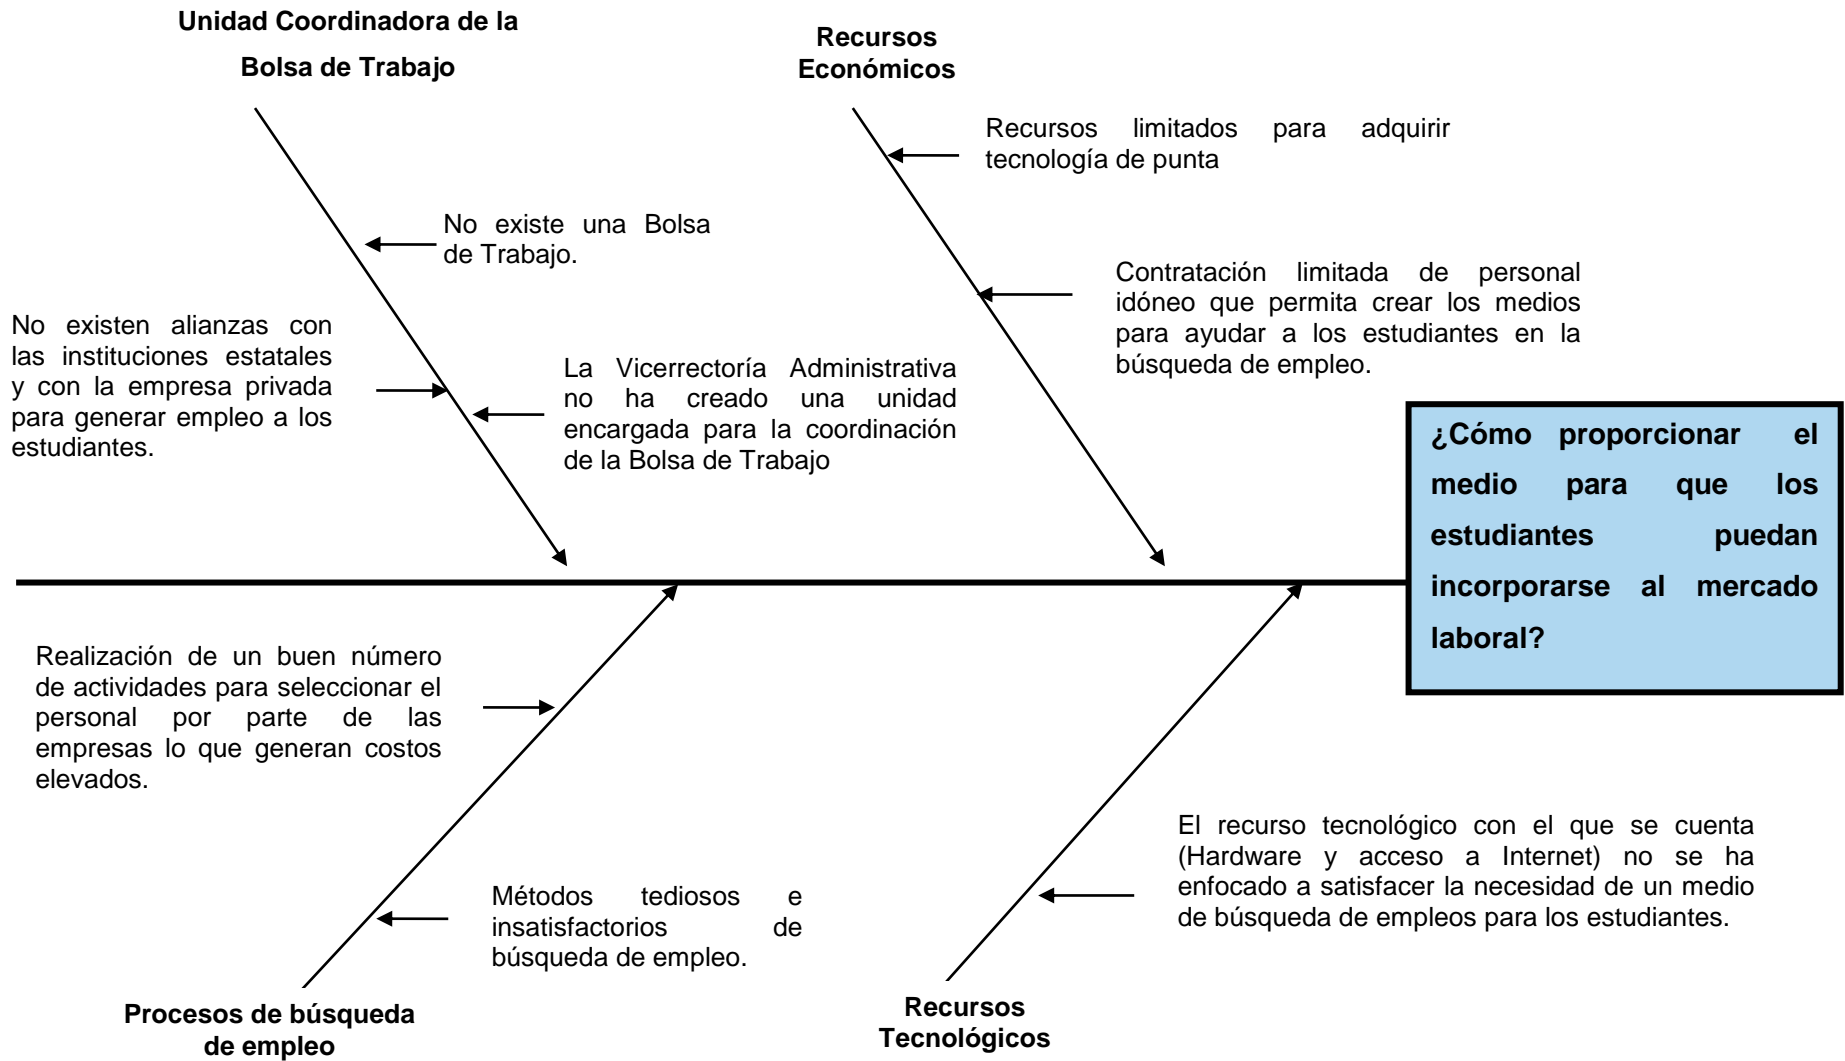 Unidad Coordinadora de la
Bolsa de Trabajo
Recursos
Económicos
Recursos limitados para adquirir
tecnología de punta
No existe una Bolsa
de Trabajo.
Contratación limitada de personal
idóneo que permita crear los medios
para ayudar a los estudiantes en la
búsqueda de empleo.
No existen alianzas con
las instituciones estatales
y con la empresa privada
para generar empleo a los
estudiantes.
La Vicerrectoría Administrativa
no ha creado una unidad
encargada para la coordinación
de la Bolsa de Trabajo
¿Cómo proporcionar el
medio para que los
estudiantes puedan
incorporarse al mercado
laboral?
Realización de un buen número
de actividades para seleccionar el
personal por parte de las
empresas lo que generan costos
elevados.
El recurso tecnológico con el que se cuenta
(Hardware y acceso a Internet) no se ha
enfocado a satisfacer la necesidad de un medio
de búsqueda de empleos para los estudiantes.
Métodos tediosos e
insatisfactorios de
búsqueda de empleo.
Procesos de búsqueda
de empleo
Recursos
Tecnológicos